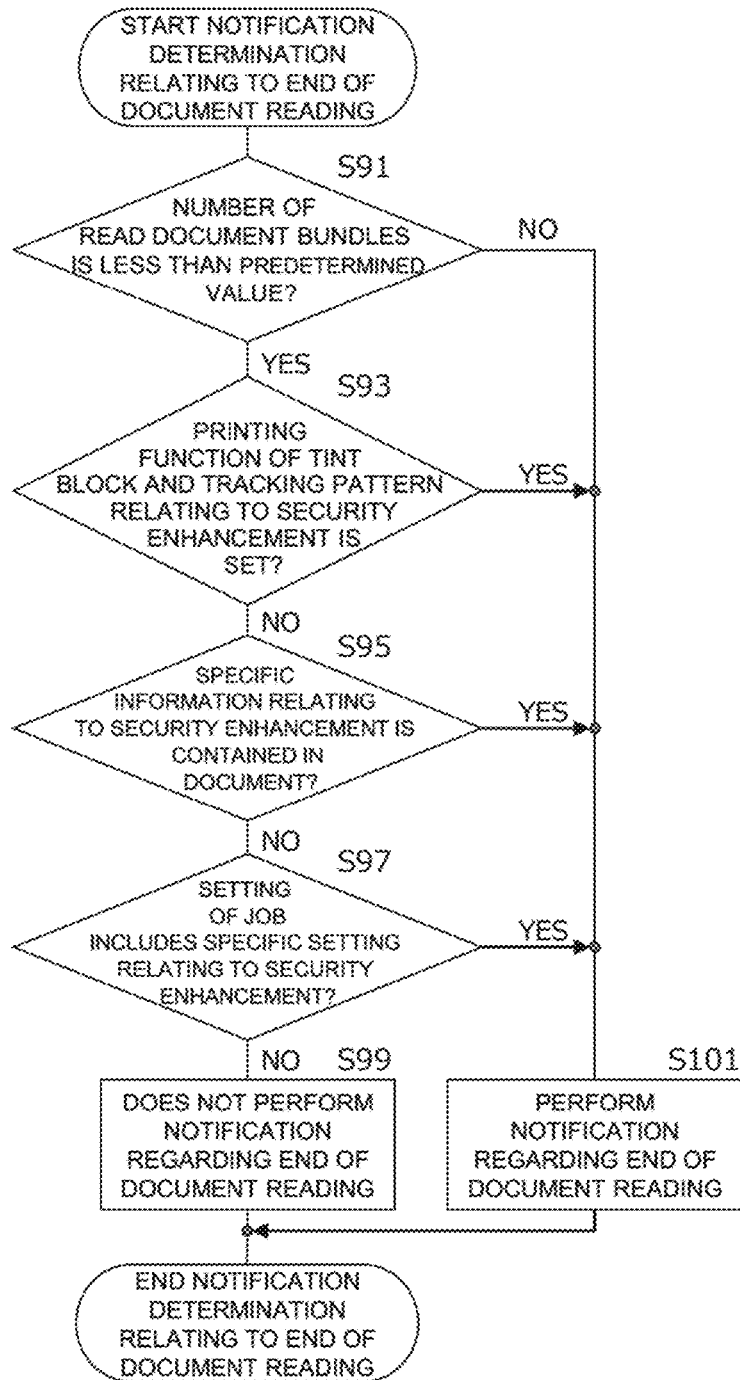 START NOTIFICATION
DETERMINATION
RELATING TO END OF
DOCUMENT READING
S91
NUMBER OF
READ DOCUMENT BUNDLES
IS LESS THAN PREDETERMINED
VALUE?
NO
YES
S93
PRINTING
FUNCTION OF TINT
BLOCK AND TRACKING PATTERN
RELATING TO SECURITY
ENHANCEMENT IS
SET?
YES
NO
S95
SPECIFIC
INFORMATION RELATING
TO SECURITY ENHANCEMENT IS
CONTAINED IN
DOCUMENT?
YES
NO
S97
SETTING
OF JOB
INCLUDES SPECIFIC SETTING
RELATING TO SECURITY
ENHANCEMENT?
YES
NO
S99
DOES NOT PERFORM
NOTIFICATION
REGARDING END OF
DOCUMENT READING
S101
PERFORM
NOTIFICATION
REGARDING END OF
DOCUMENT READING
END NOTIFICATION
DETERMINATION
RELATING TO END OF
DOCUMENT READING